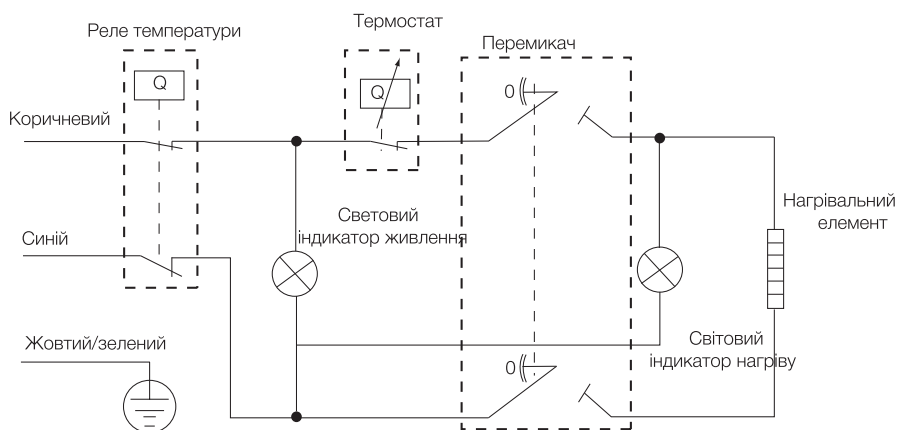 Термостат
Реле температури
Перемикач
Q
Q
0
Коричневий
Нагрівальний
елемент
Световий
індикатор живлення
Синій
Світовий
індикатор нагріву
Жовтий/зелений
0